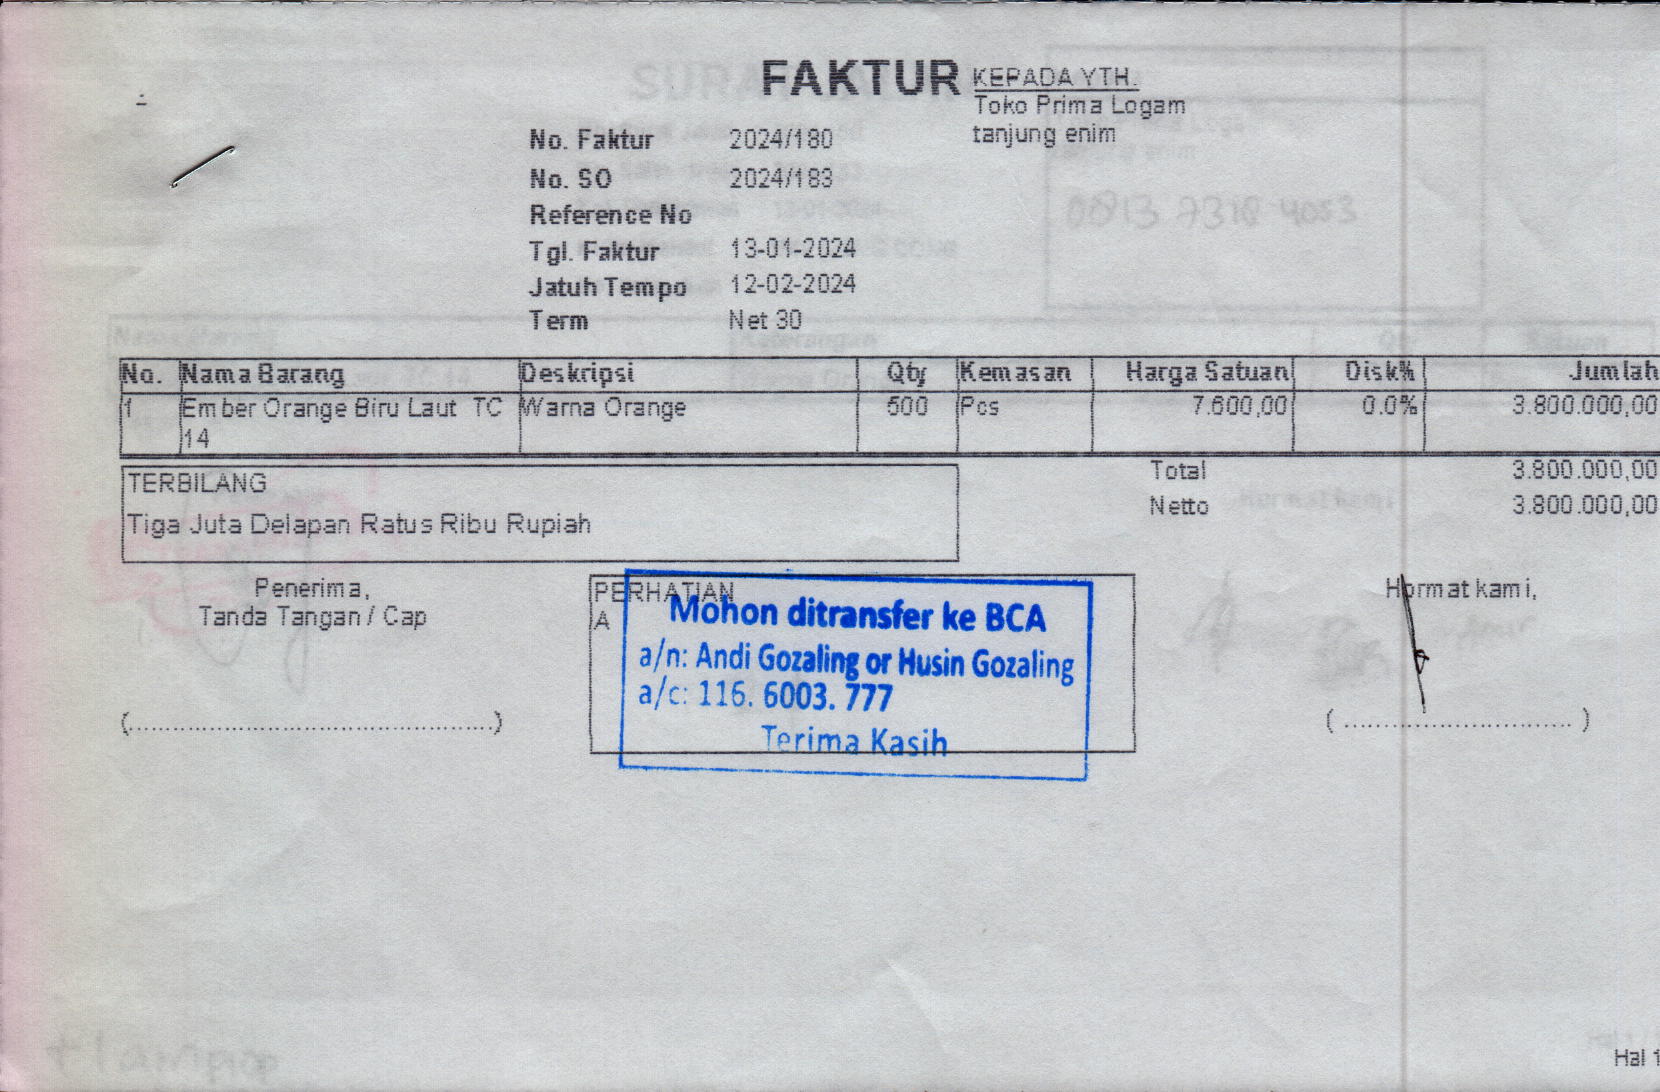 FAKTUR
KEPADA YTH.
Toko Prima Logam
tanjung enim
No. Faktur 2024/180
No. SO 2024/183
Reference No
Tgl. Faktur 13-01-2024
Jatuh Tempo 12-02-2024
Term Net 30
No. Nama Barang Deskripsi Qty Kemasan Harga Satuan Disk% Jumlah
1 Ember Orange Biru Laut TC Warna Orange 500 Pcs 7.600,00 0.0% 3.800.000,00
14
TERBILANG
Tiga Juta Delapan Ratus Ribu Rupiah
Total 3.800.000,00
Netto 3.800.000,00
Penerima,
Tanda Tangan / Cap
(.....................................................)
PERHATIAN
A
Mohon ditransfer ke BCA
a/n: Andi Gozaling or Husin Gozaling
a/c: 116. 6003. 777
Terima Kasih
Hormat kami,
( ................................. )
Hal 1